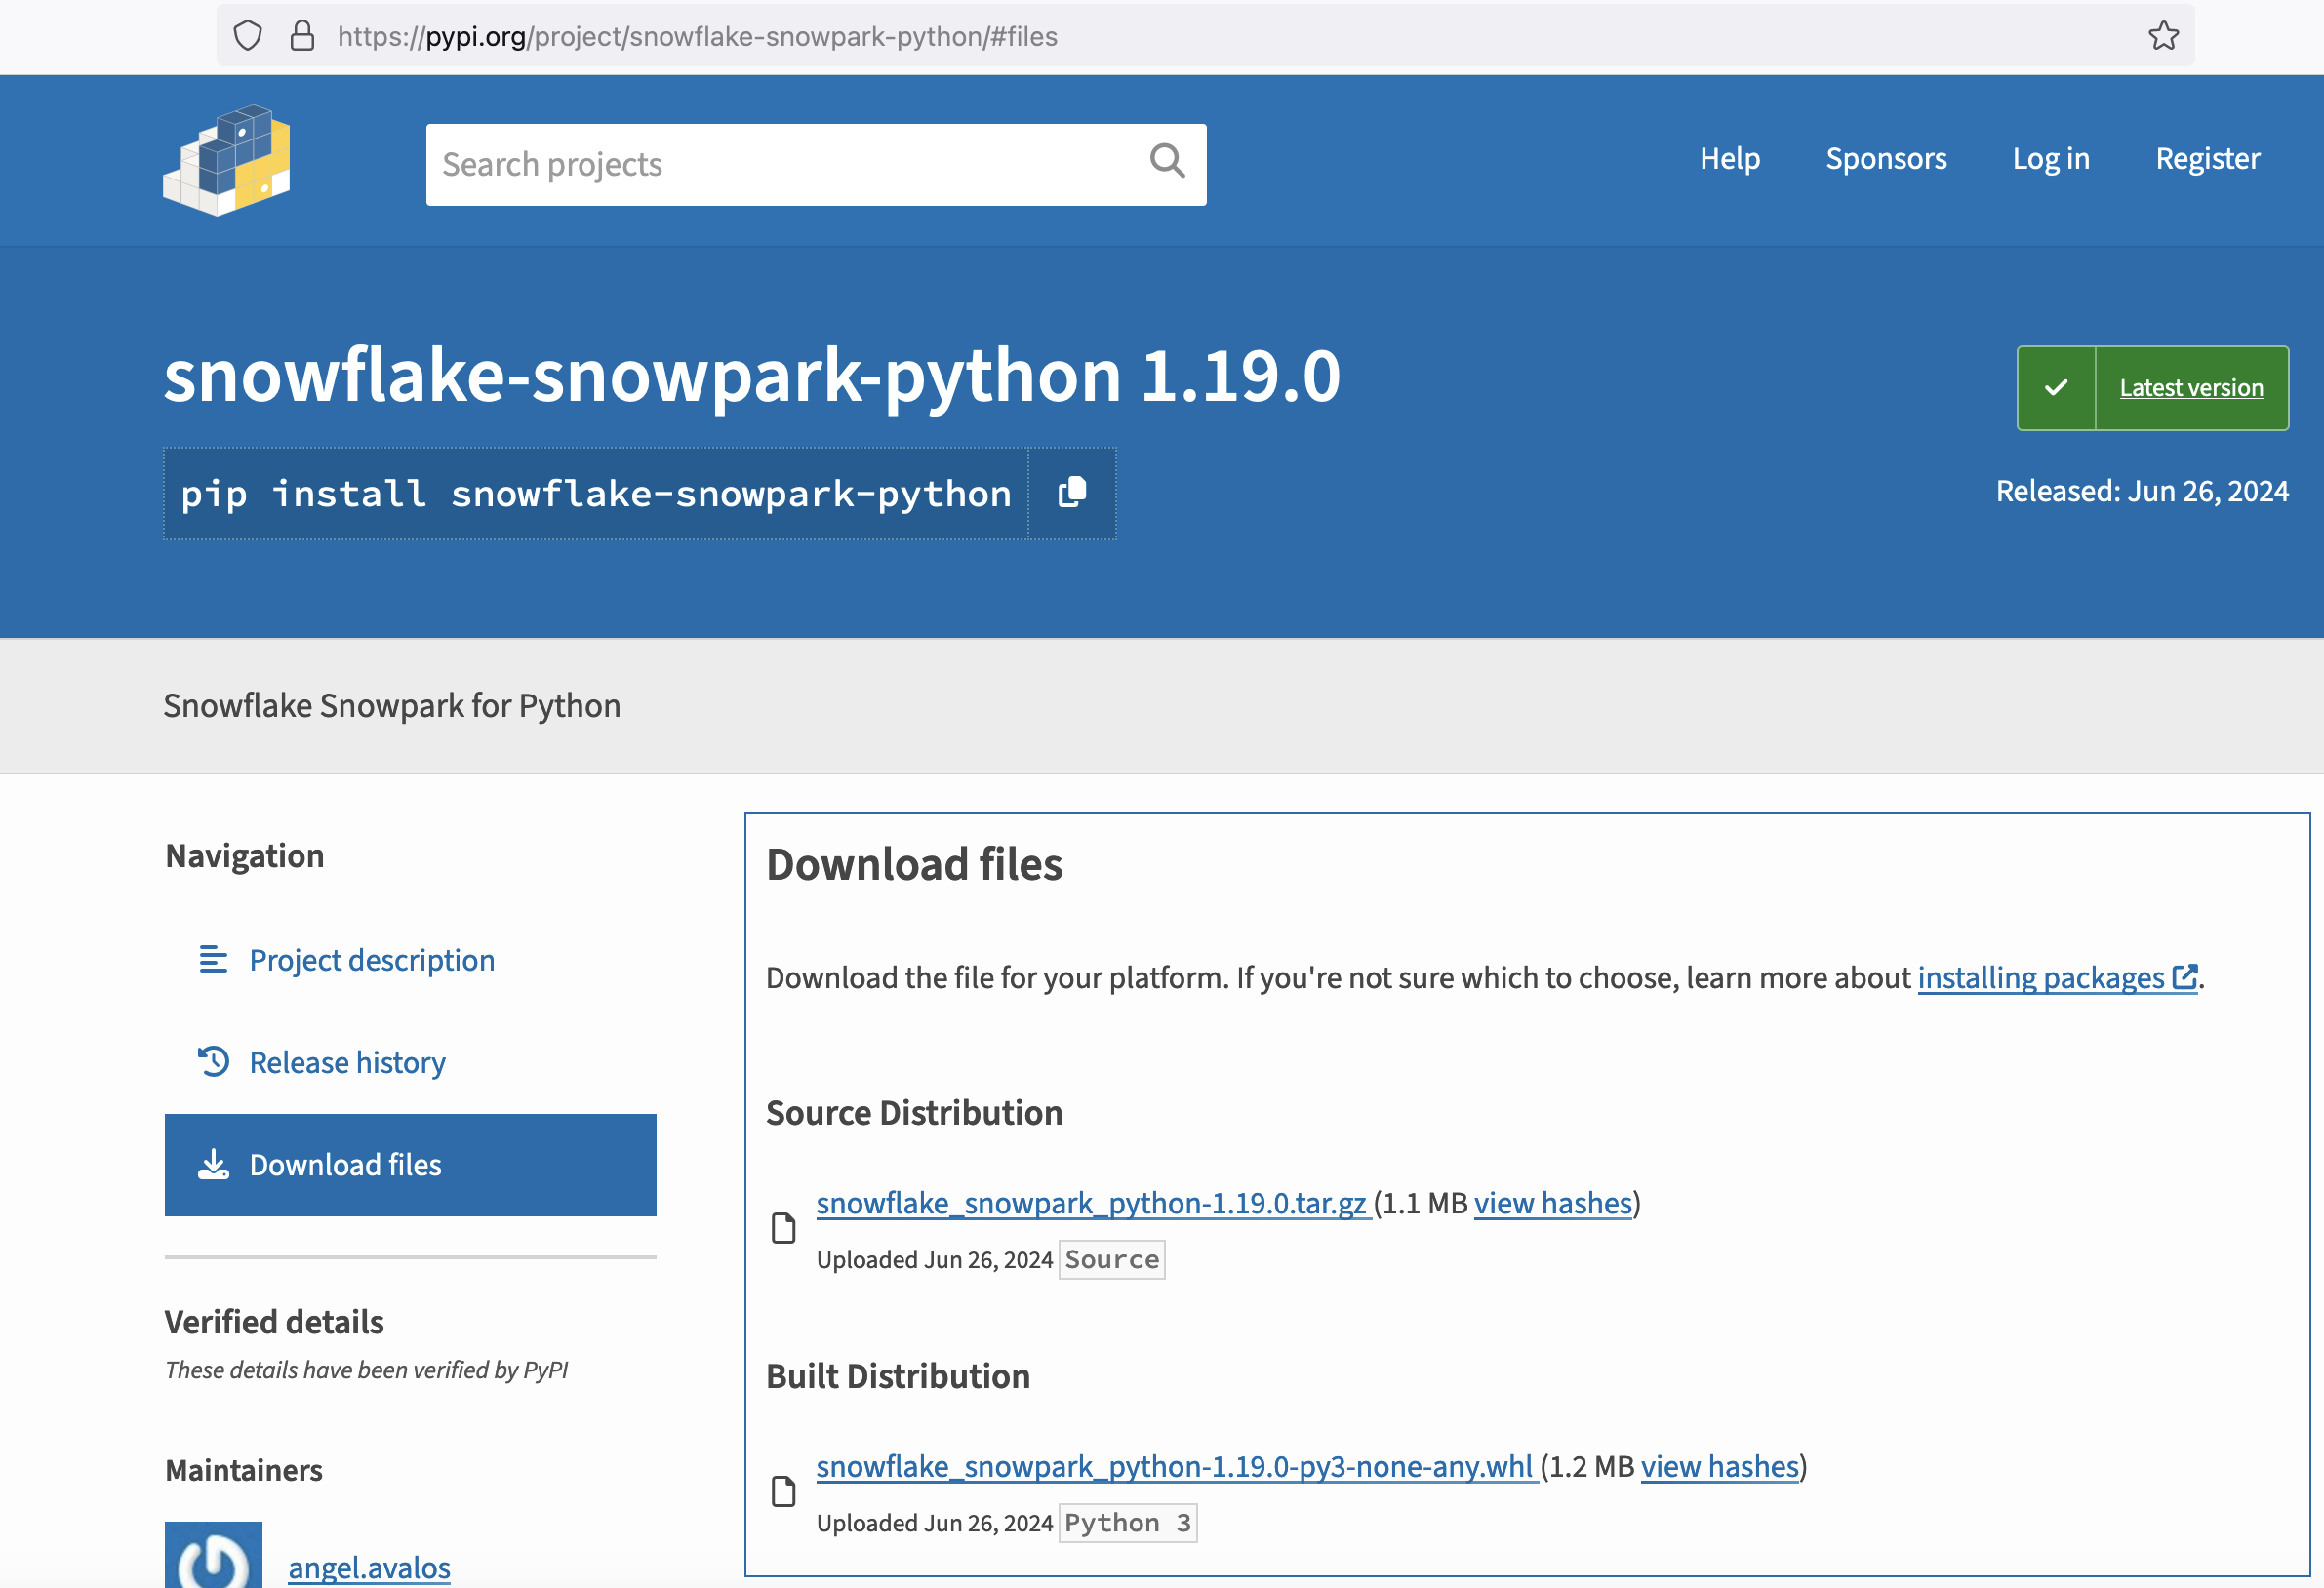 https://pypi.org/project/snowflake-snowpark-python/#files
Search projects
Help
Sponsors
Log in
Register
snowflake-snowpark-python 1.19.0
Latest version
pip install snowflake-snowpark-python
Released: Jun 26, 2024
Snowflake Snowpark for Python
Navigation
Project description
Release history
Download files
Verified details
These details have been verified by PyPI
Maintainers
angel.avalos
Download files
Download the file for your platform. If you're not sure which to choose, learn more about installing packages.
Source Distribution
snowflake_snowpark_python-1.19.0.tar.gz (1.1 MB view hashes)
Uploaded Jun 26, 2024 Source
Built Distribution
snowflake_snowpark_python-1.19.0-py3-none-any.whl (1.2 MB view hashes)
Uploaded Jun 26, 2024 Python 3